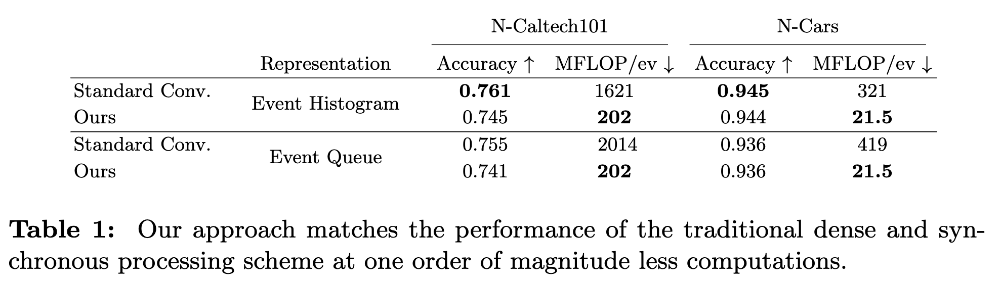 N-Caltech101 N-Cars
Representation Accuracy ↑ MFLOP/ev ↓ Accuracy ↑ MFLOP/ev ↓
Standard Conv. Event Histogram 0.761 1621 0.945 321
Ours 0.745 202 0.944 21.5
Standard Conv. Event Queue 0.755 2014 0.936 419
Ours 0.741 202 0.936 21.5
Table 1: Our approach matches the performance of the traditional dense and syn-
chronous processing scheme at one order of magnitude less computations.